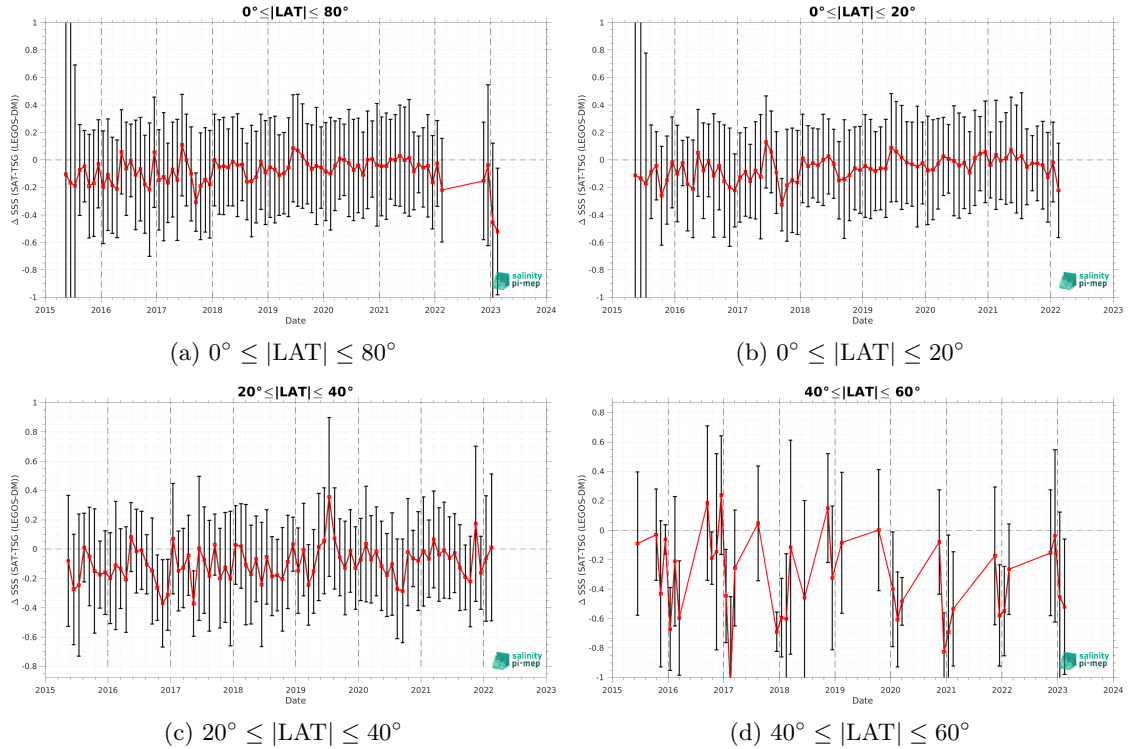 0°≤|LAT|≤ 80°
Δ SSS (SAT-TSG (LEGOS-DM))
1
0.8
0.6
0.4
0.2
0
-0.2
-0.4
-0.6
-0.8
-1
2015 2016 2017 2018 2019 2020 2021 2022 2023 2024
Date
salinity
pi-mep
(a) 0° ≤ |LAT| ≤ 80°
0°≤|LAT|≤ 20°
Δ SSS (SAT-TSG (LEGOS-DM))
1
0.8
0.6
0.4
0.2
0
-0.2
-0.4
-0.6
-0.8
-1
2015 2016 2017 2018 2019 2020 2021 2022 2023
Date
salinity
pi-mep
(b) 0° ≤ |LAT| ≤ 20°
20°≤|LAT|≤ 40°
Δ SSS (SAT-TSG (LEGOS-DM))
1
0.8
0.6
0.4
0.2
0
-0.2
-0.4
-0.6
-0.8
2015 2016 2017 2018 2019 2020 2021 2022 2023
Date
salinity
pi-mep
(c) 20° ≤ |LAT| ≤ 40°
40°≤|LAT|≤ 60°
Δ SSS (SAT-TSG (LEGOS-DM))
0.8
0.6
0.4
0.2
0
-0.2
-0.4
-0.6
-0.8
-1
2015 2016 2017 2018 2019 2020 2021 2022 2023 2024
Date
salinity
pi-mep
(d) 40° ≤ |LAT| ≤ 60°